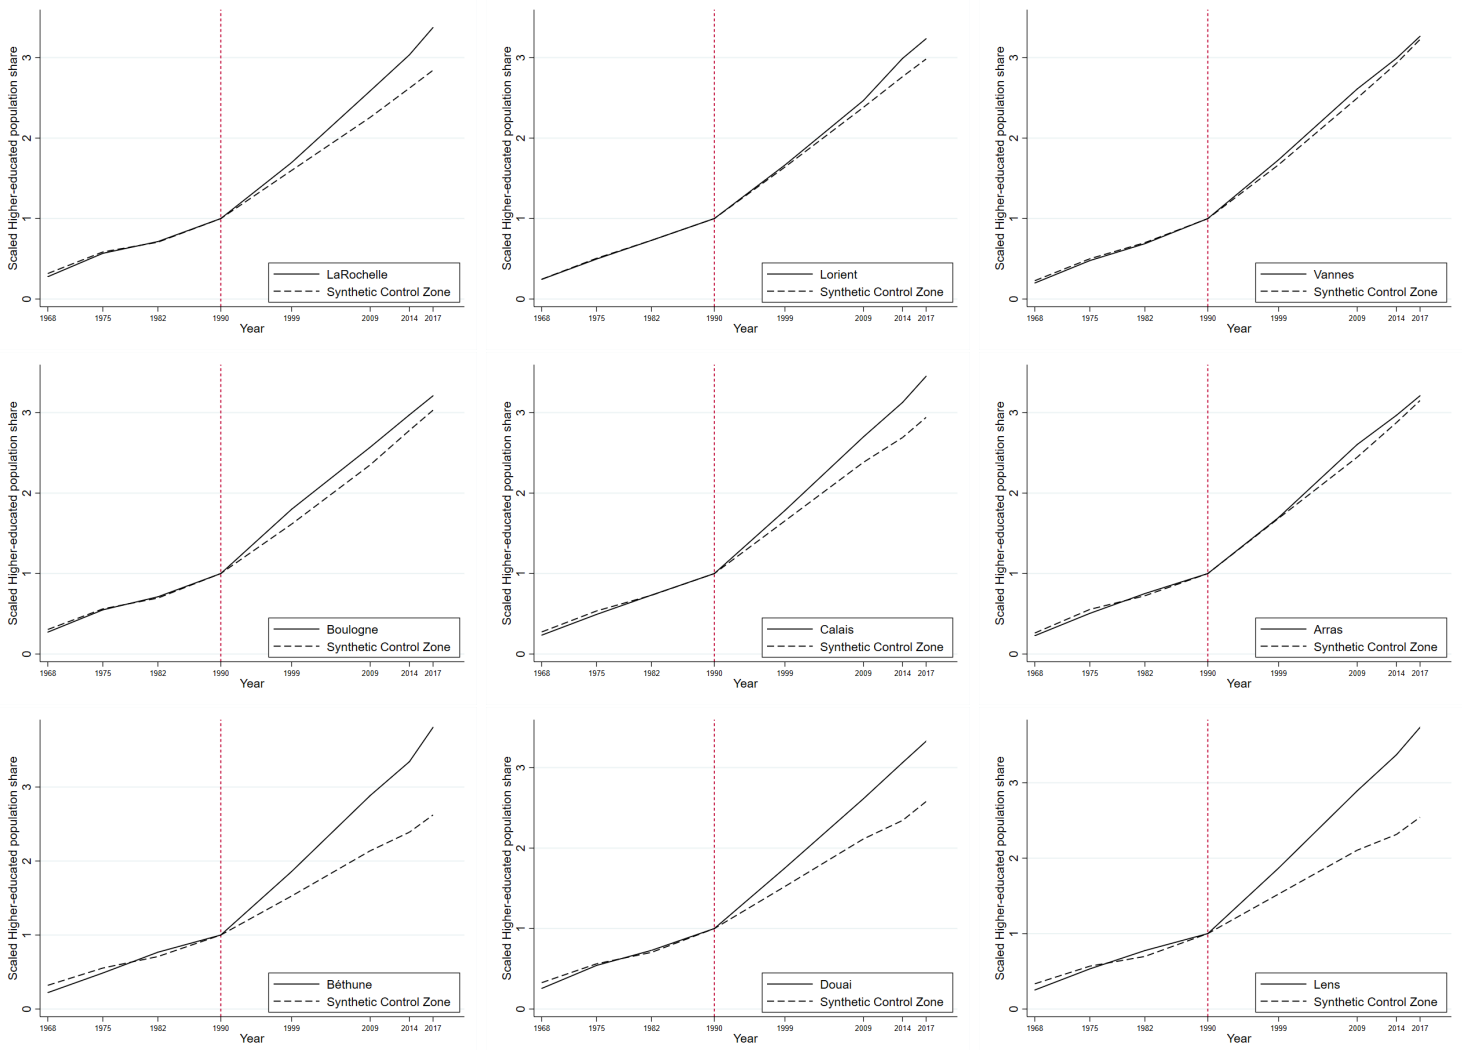 Scaled Higher-educated population share
3
2
1
0
LaRochelle
Synthetic Control Zone
1968 1975 1982 1990 1999 2009 2014 2017
Year
Scaled Higher-educated population share
3
2
1
0
Lorient
Synthetic Control Zone
1968 1975 1982 1990 1999 2009 2014 2017
Year
Scaled Higher-educated population share
3
2
1
0
Vannes
Synthetic Control Zone
1968 1975 1982 1990 1999 2009 2014 2017
Year
Scaled Higher-educated population share
3
2
1
0
Boulogne
Synthetic Control Zone
1968 1975 1982 1990 1999 2009 2014 2017
Year
Scaled Higher-educated population share
3
2
1
0
Calais
Synthetic Control Zone
1968 1975 1982 1990 1999 2009 2014 2017
Year
Scaled Higher-educated population share
3
2
1
0
Arras
Synthetic Control Zone
1968 1975 1982 1990 1999 2009 2014 2017
Year
Scaled Higher-educated population share
3
2
1
0
Béthune
Synthetic Control Zone
1968 1975 1982 1990 1999 2009 2014 2017
Year
Scaled Higher-educated population share
3
2
1
0
Douai
Synthetic Control Zone
1968 1975 1982 1990 1999 2009 2014 2017
Year
Scaled Higher-educated population share
3
2
1
0
Lens
Synthetic Control Zone
1968 1975 1982 1990 1999 2009 2014 2017
Year